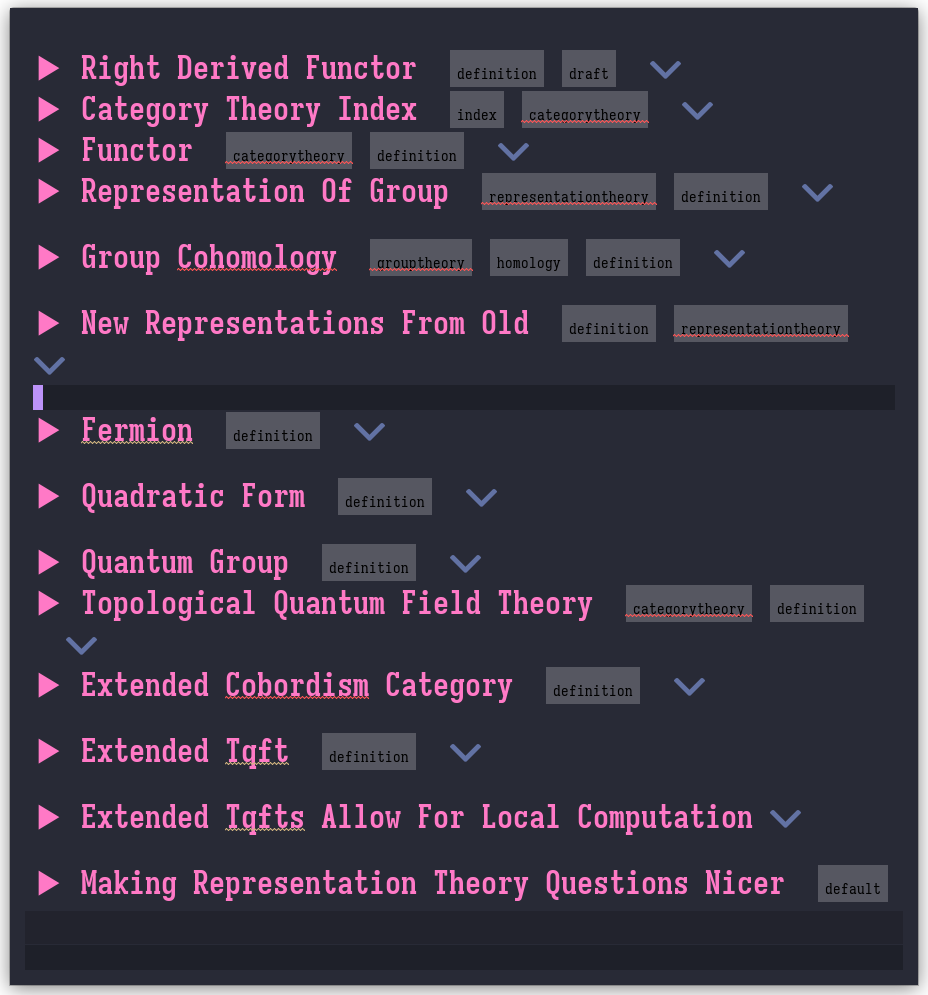 Right Derived Functor definition draft
Category Theory Index index categorytheory
Functor categorytheory definition
Representation Of Group representationtheory definition
Group Cohomology grouptheory homology definition
New Representations From Old definition representationtheory
Fermion definition
Quadratic Form definition
Quantum Group definition
Topological Quantum Field Theory categorytheory definition
Extended Cobordism Category definition
Extended Tqft definition
Extended Tqfts Allow For Local Computation
Making Representation Theory Questions Nicer default